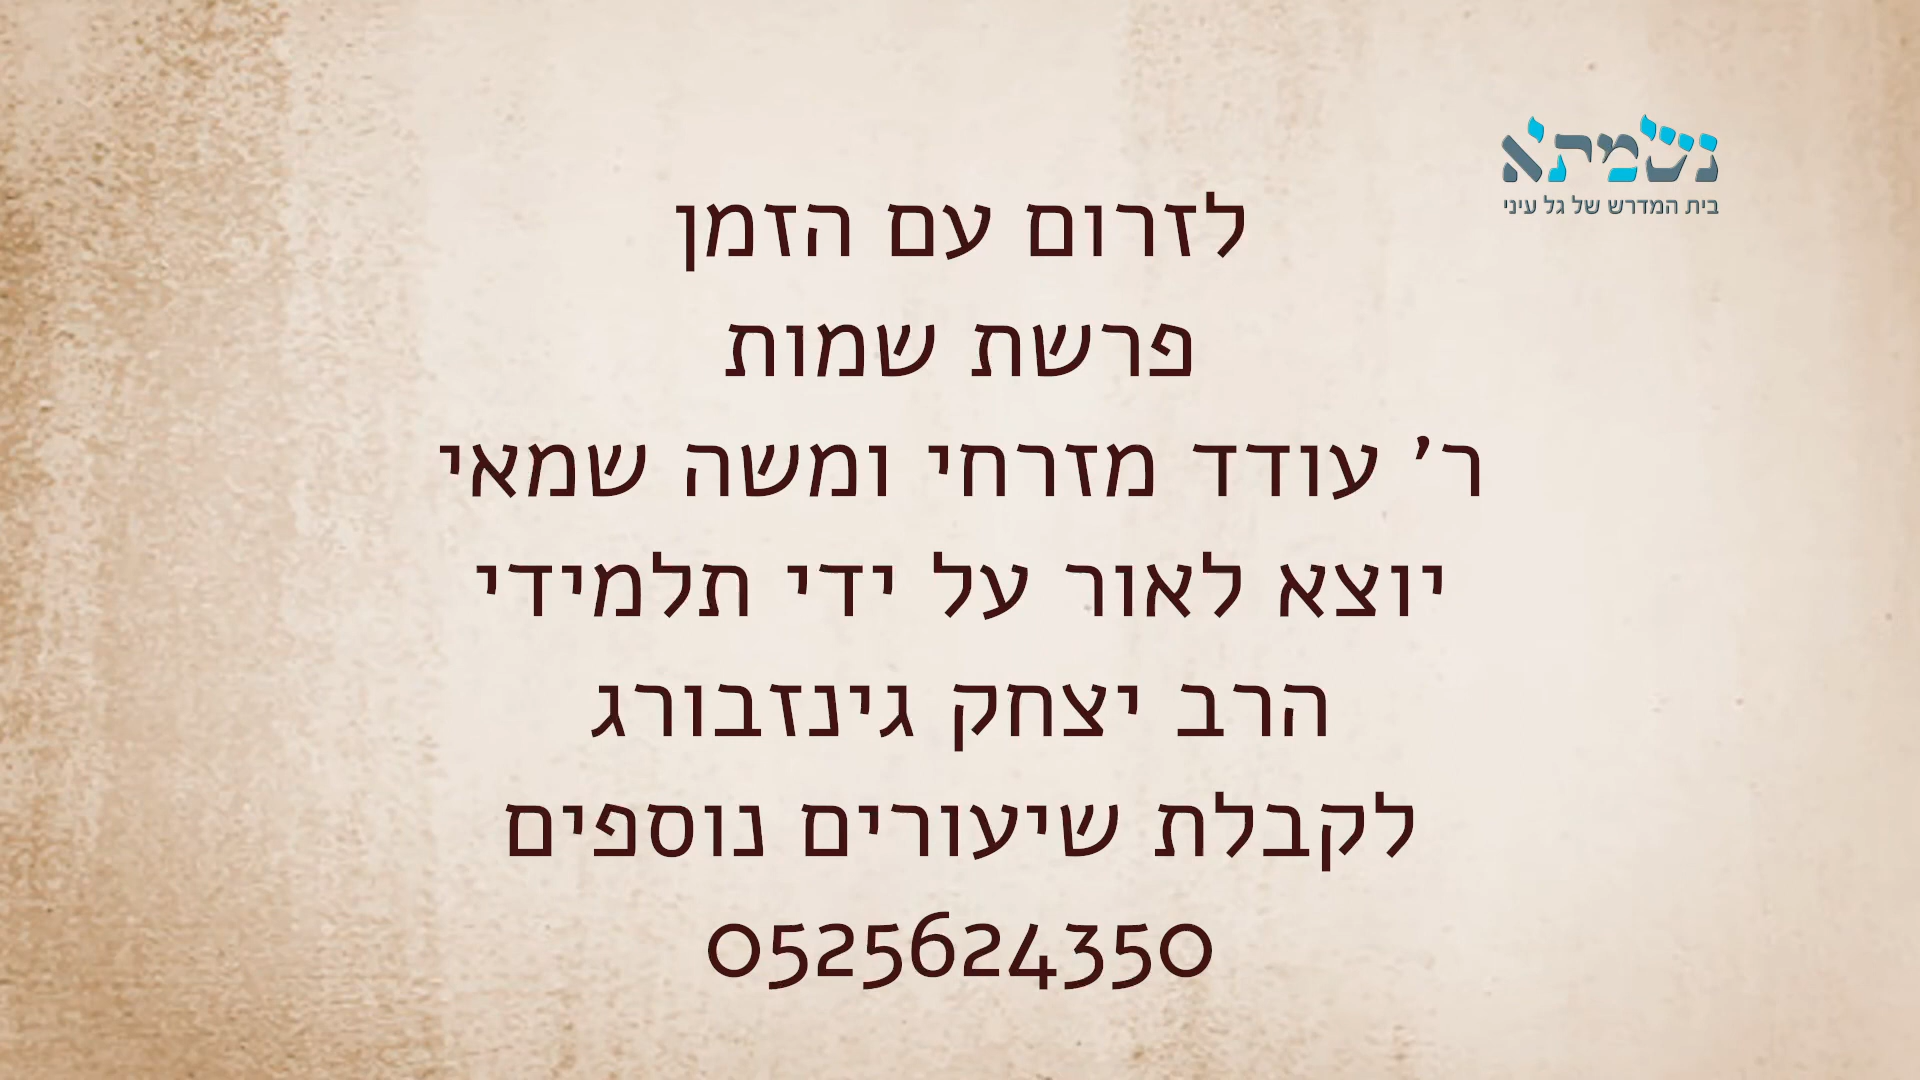 נשמתא
בית המדרש של גל עיני
לזרום עם הזמן
פרשת שמות
ר' עודד מזרחי ומשה שמאי
יוצא לאור על ידי תלמידי
הרב יצחק גינזבורג
לקבלת שיעורים נוספים
0525624350